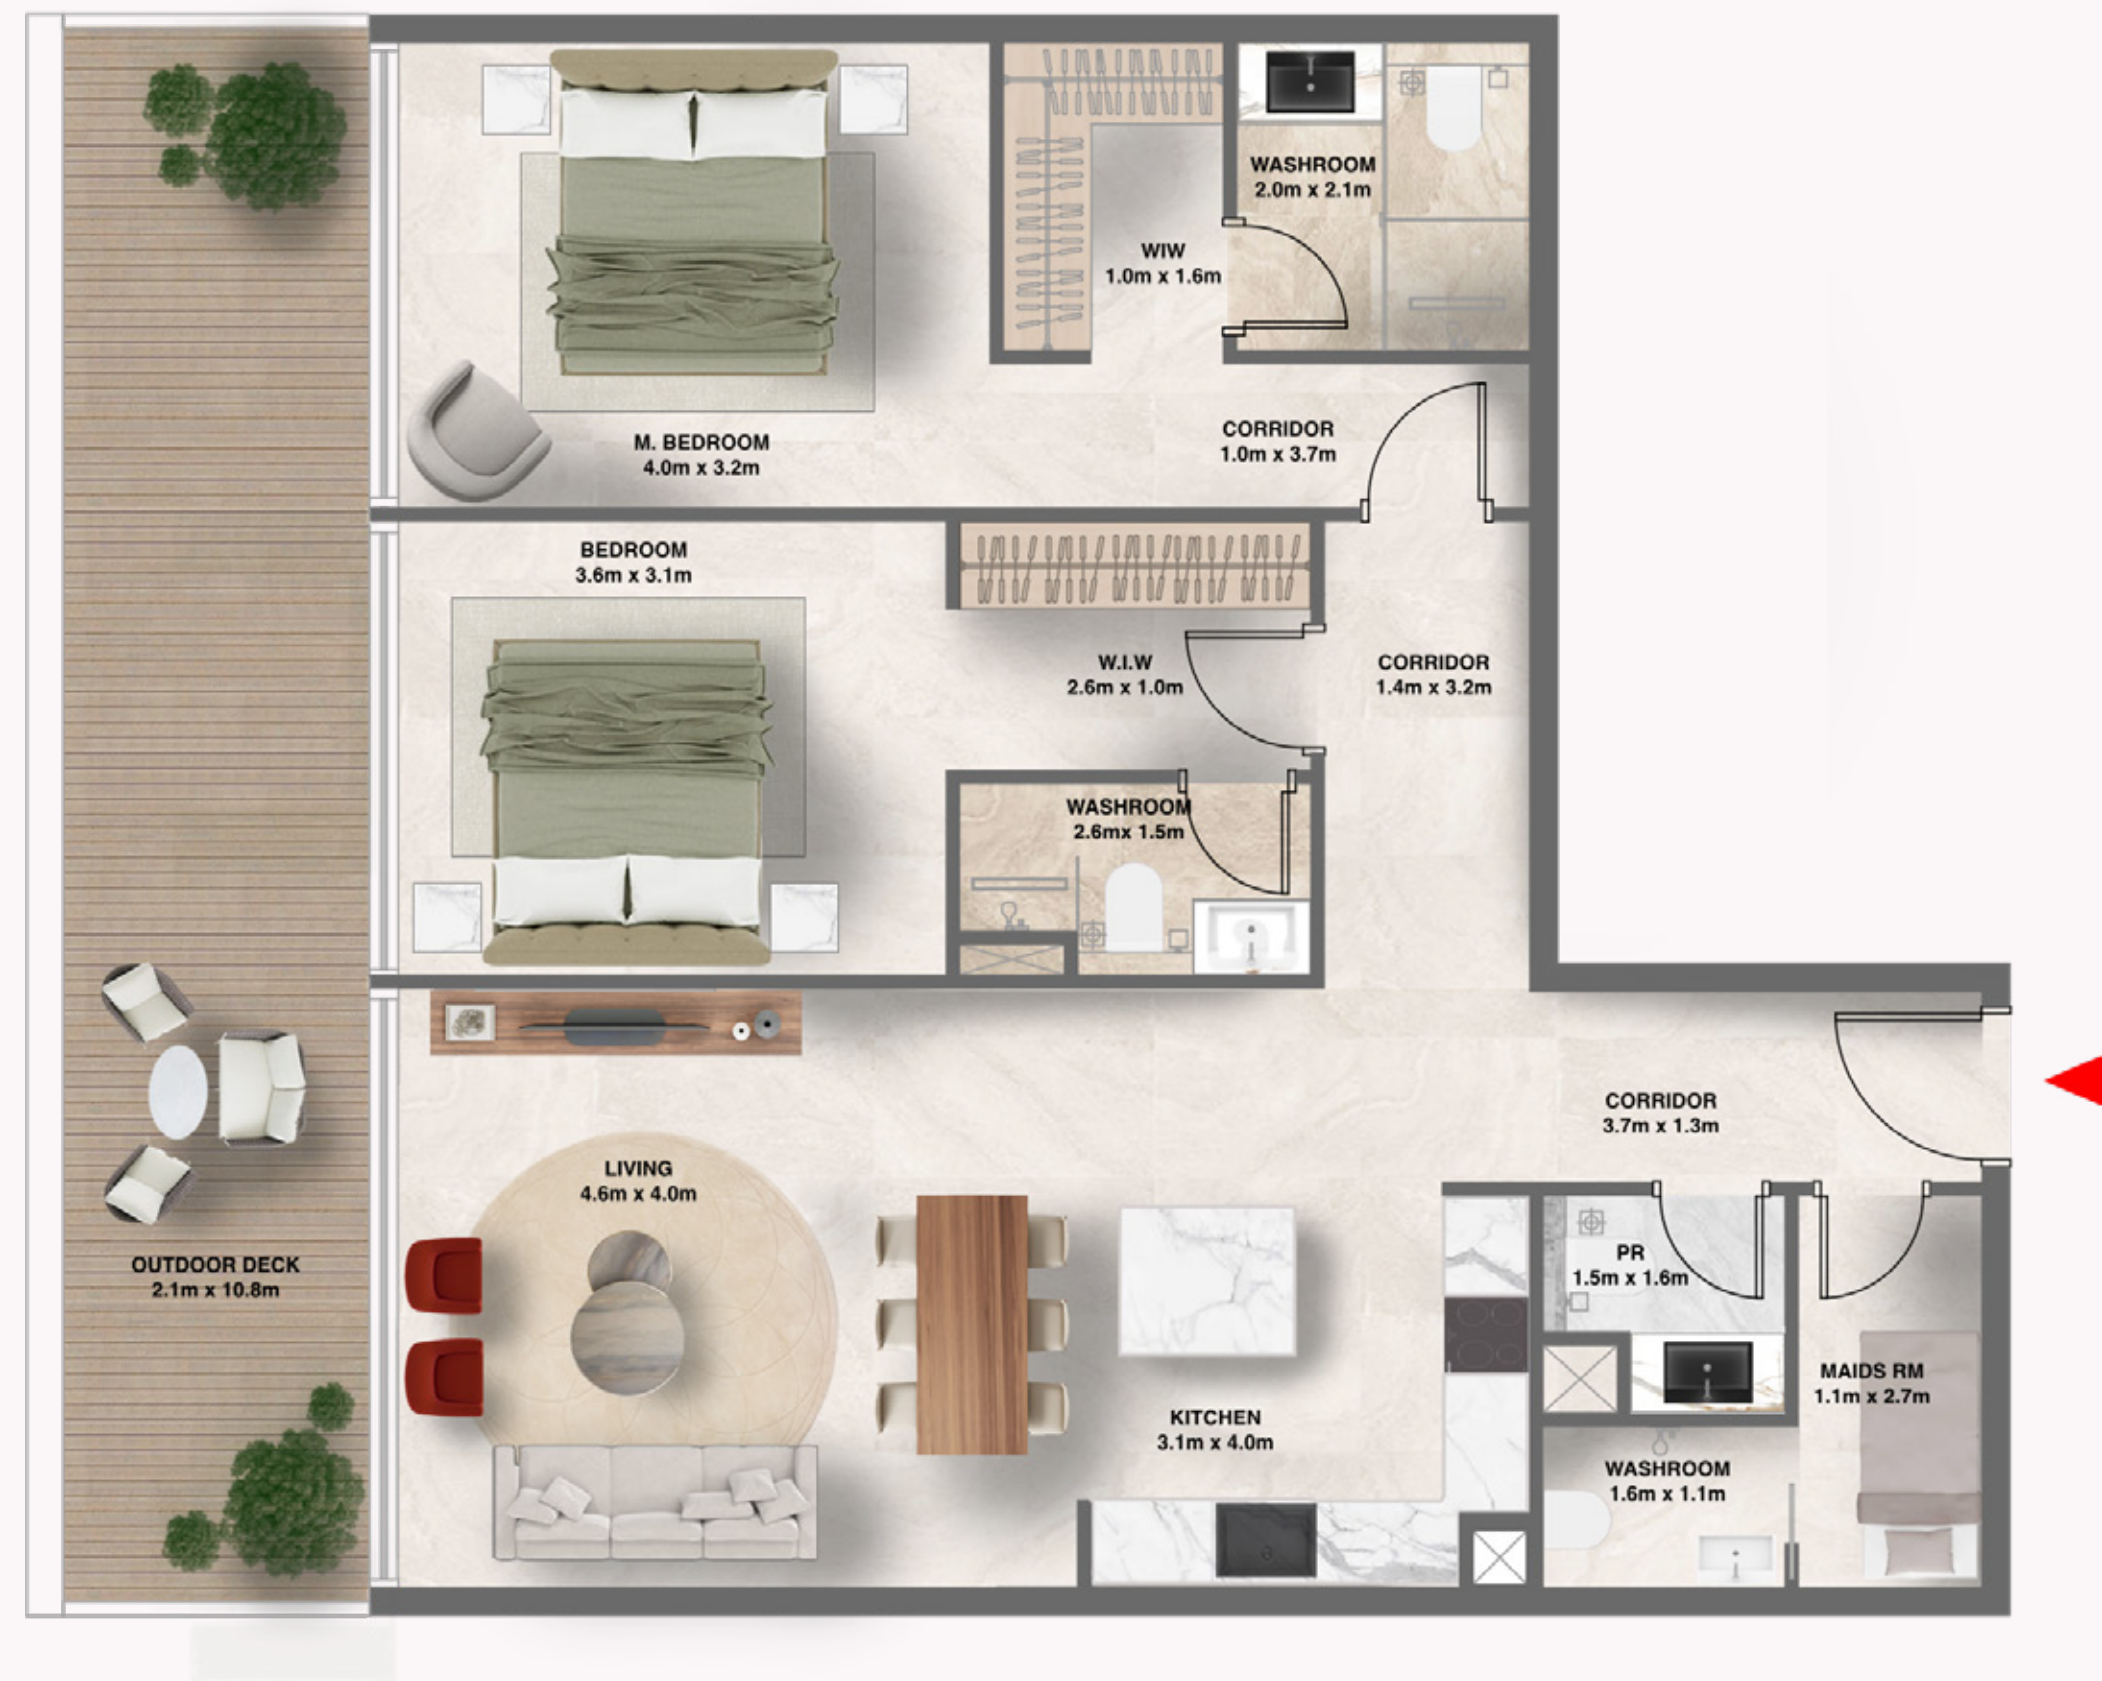 WASHROOM
2.0m x 2.1m
WIW
1.0m x 1.6m
M. BEDROOM
4.0m x 3.2m
CORRIDOR
1.0m x 3.7m
BEDROOM
3.6m x 3.1m
W.I.W
2.6m x 1.0m
CORRIDOR
1.4m x 3.2m
WASHROOM
2.6mx 1.5m
CORRIDOR
3.7m x 1.3m
LIVING
4.6m x 4.0m
OUTDOOR DECK
2.1m x 10.8m
PR
1.5m x 1.6m
MAIDS RM
1.1m x 2.7m
KITCHEN
3.1m x 4.0m
WASHROOM
1.6m x 1.1m